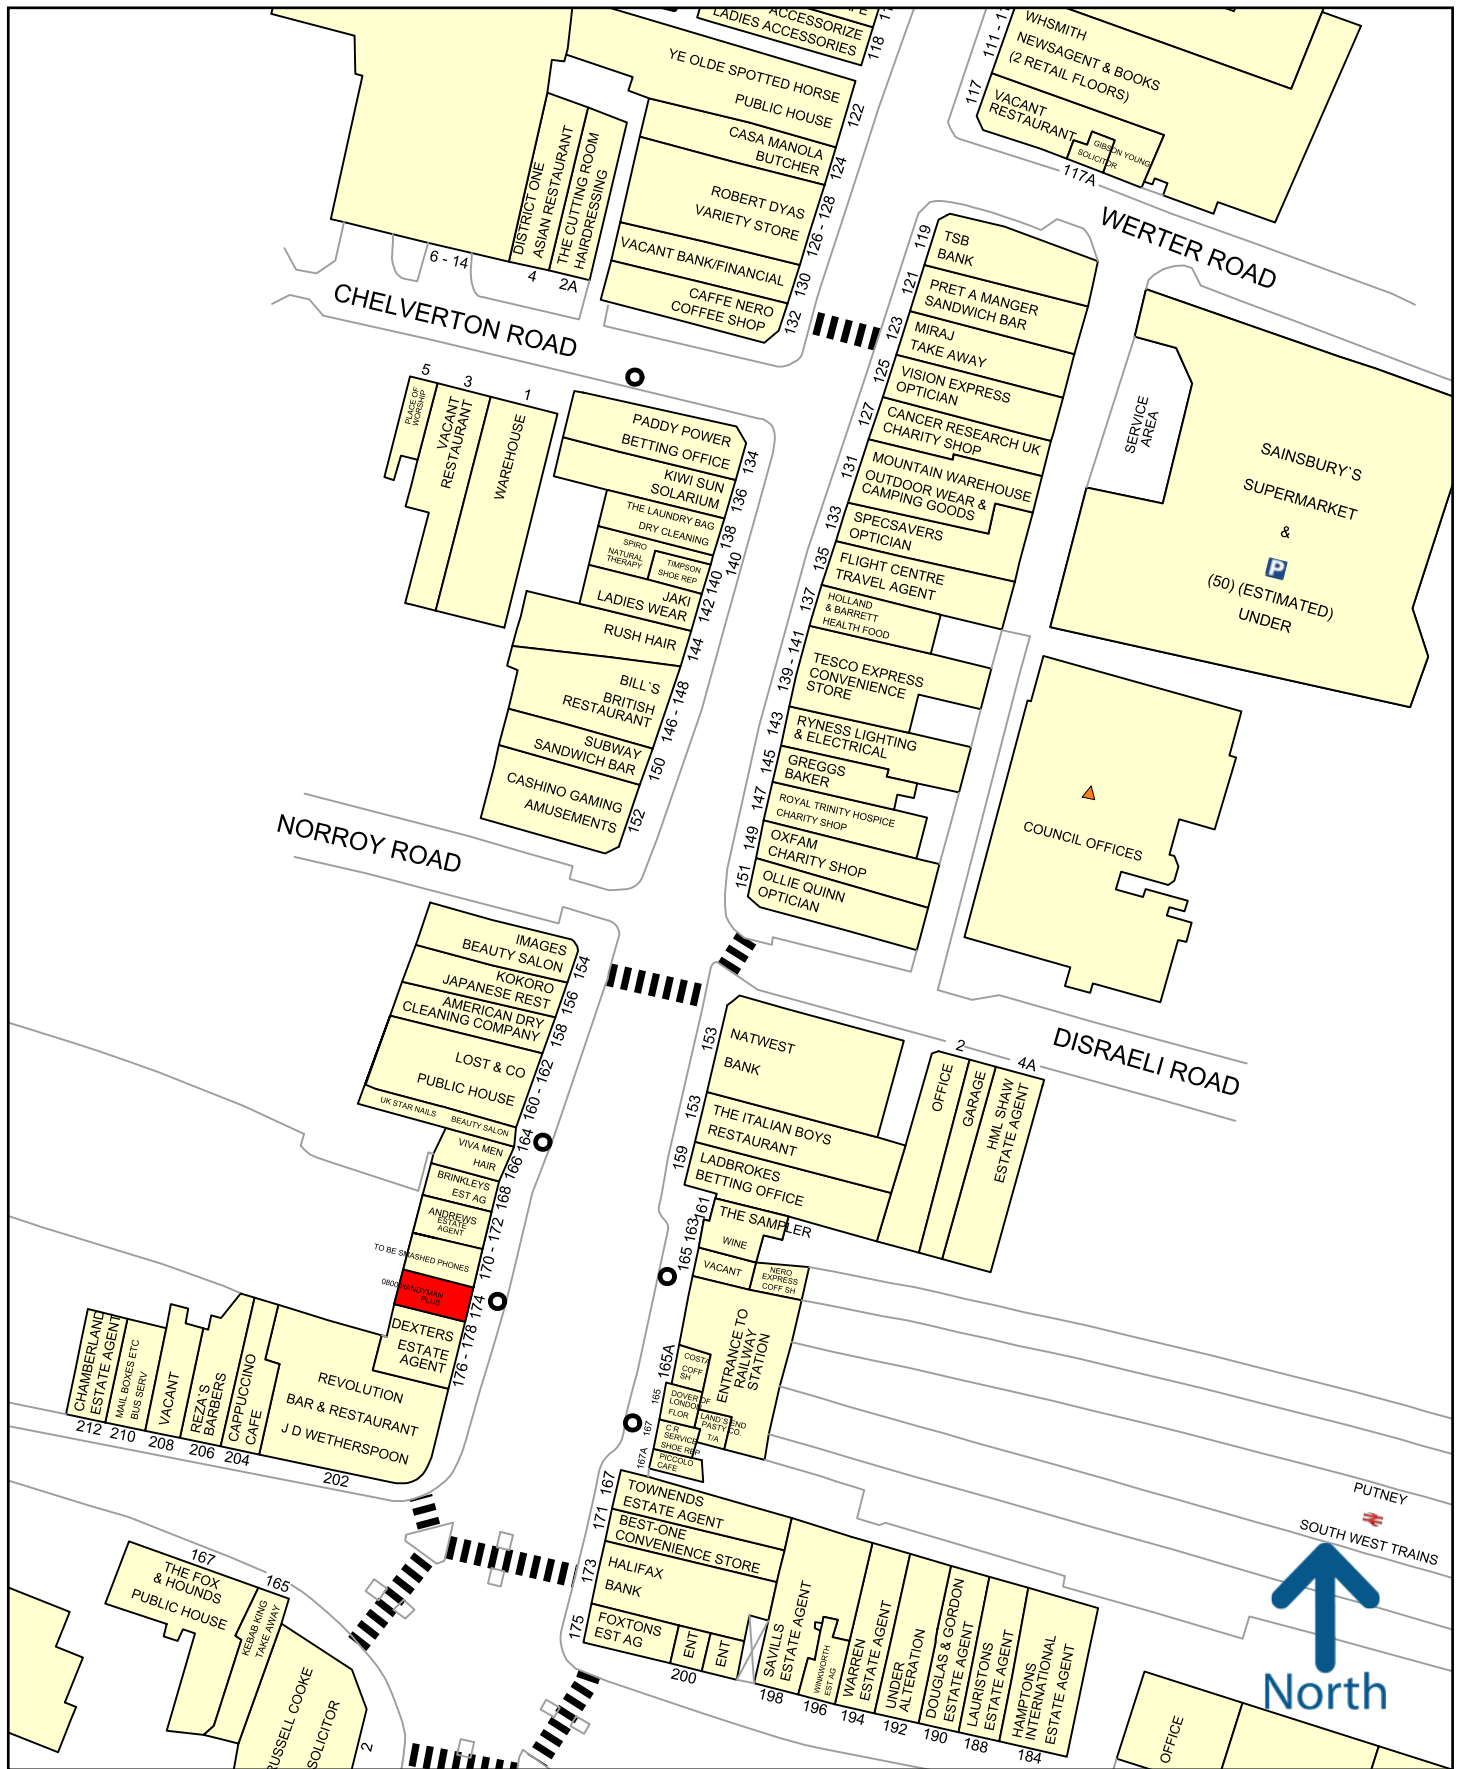 ACCESSORIZE
LADIES ACCESSORIES
118
YE OLDE SPOTTED HORSE
PUBLIC HOUSE
122
CASA MANOLA
BUTCHER
124
ROBERT DYAS
VARIETY STORE
126 - 128
VACANT BANK/FINANCIAL
130
CAFFE NERO
COFFEE SHOP
132
DISTRICT ONE
ASIAN RESTAURANT
THE CUTTING ROOM
HAIRDRESSING
6 - 14
4
2A
WHSMITH
NEWSAGENT & BOOKS
(2 RETAIL FLOORS)
117
VACANT
RESTAURANT
GIBSON YOUNG
SOLICITOR
117A
WERTER ROAD
CHELVERTON ROAD
119
TSB
BANK
121
PRET A MANGER
SANDWICH BAR
123
MIRAJ
TAKE AWAY
125
VISION EXPRESS
OPTICIAN
127
CANCER RESEARCH UK
CHARITY SHOP
131
MOUNTAIN WAREHOUSE
OUTDOOR WEAR &
CAMPING GOODS
133
SPECSAVERS
OPTICIAN
135
FLIGHT CENTRE
TRAVEL AGENT
137
HOLLAND
& BARRETT
HEALTH FOOD
139 - 141
TESCO EXPRESS
CONVENIENCE
STORE
143
RYNESS LIGHTING
& ELECTRICAL
145
GREGGS
BAKER
147
ROYAL TRINITY HOSPICE
CHARITY SHOP
149
OXFAM
CHARITY SHOP
151
OLLIE QUINN
OPTICIAN
SERVICE
AREA
SAINSBURY`S
SUPERMARKET
&
P
(50) (ESTIMATED)
UNDER
COUNCIL OFFICES
5
3
1
PLACE OF
WORSHIP
VACANT
RESTAURANT
WAREHOUSE
PADDY POWER
BETTING OFFICE
134
KIWI SUN
SOLARIUM
136
THE LAUNDRY BAG
DRY CLEANING
138
SPIRO
NATURAL
THERAPY
TIMPSON
SHOE REP
140
140
JAKI
LADIES WEAR
142
RUSH HAIR
144
BILL`S
BRITISH
RESTAURANT
146 - 148
SUBWAY
SANDWICH BAR
150
CASHINO GAMING
AMUSEMENTS
152
NORROY ROAD
IMAGES
BEAUTY SALON
154
KOKORO
JAPANESE REST
156
AMERICAN DRY
CLEANING COMPANY
158
LOST & CO
PUBLIC HOUSE
160 - 162
UK STAR NAILS
BEAUTY SALON
164
VIVA MEN
HAIR
166
BRINKLEYS
EST AG
168
ANDREWS
ESTATE
AGENT
170 - 172
TO BE SMASHED PHONES
0800 HANDYMAN
PLUS
174
DEXTERS
ESTATE
AGENT
176 - 178
DISRAELI ROAD
153
NATWEST
BANK
153
THE ITALIAN BOYS
RESTAURANT
159
LADBROKES
BETTING OFFICE
2
4A
OFFICE
GARAGE
HML SHAW
ESTATE AGENT
161
163
THE SAMPLER
WINE
165
VACANT
NERO
EXPRESS
COFF SH
ENTRANCE TO
RAILWAY
STATION
165A
COSTA
COFF
SH
165
DOVER OF
LONDON
FLOR
LAND'S END
PASTY CO.
T/A
167
C R
SERVICE
SHOE REP
167A
PICCOLO
CAFE
CHAMBERLAND
ESTATE AGENT
MAIL BOXES ETC
BUS SERV
VACANT
REZA`S
BARBERS
CAPPUCCINO
CAFE
REVOLUTION
BAR & RESTAURANT
J D WETHERSPOON
212
210
208
206
204
202
167
TOWNENDS
ESTATE AGENT
171
BEST-ONE
CONVENIENCE STORE
173
HALIFAX
BANK
175
FOXTONS
EST AG
ENT
ENT
200
SAVILLS
ESTATE AGENT
WINKWORTH
EST AG
WARREN
ESTATE AGENT
UNDER
ALTERATION
DOUGLAS & GORDON
ESTATE AGENT
LAURISTONS
ESTATE AGENT
HAMPTONS
INTERNATIONAL
ESTATE AGENT
198
196
194
192
190
188
184
PUTNEY
SOUTH WEST TRAINS
167
THE FOX
& HOUNDS
PUBLIC HOUSE
165
KEBAB KING
TAKE AWAY
RUSSELL COOKE
SOLICITOR
2
OFFICE
North